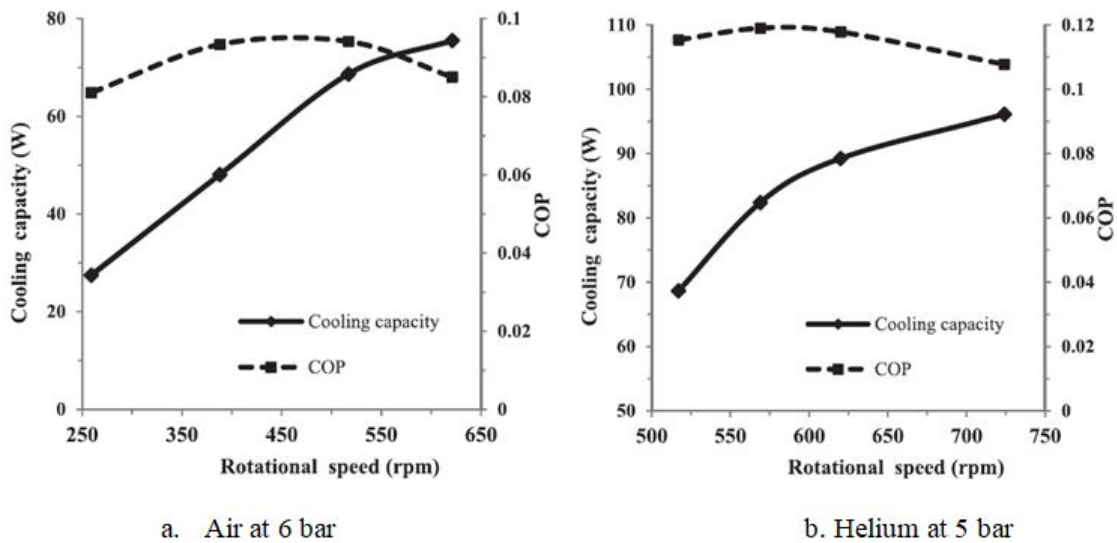 80
60
40
20
0
Cooling capacity (W)
0.1
0.08
0.06
0.04
0.02
0
COP
Cooling capacity
COP
250 350 450 550 650
Rotational speed (rpm)
a. Air at 6 bar
110
100
90
80
70
60
50
Cooling capacity (W)
0.12
0.1
0.08
0.06
0.04
0.02
0
COP
Cooling capacity
COP
500 550 600 650 700 750
Rotational speed (rpm)
b. Helium at 5 bar